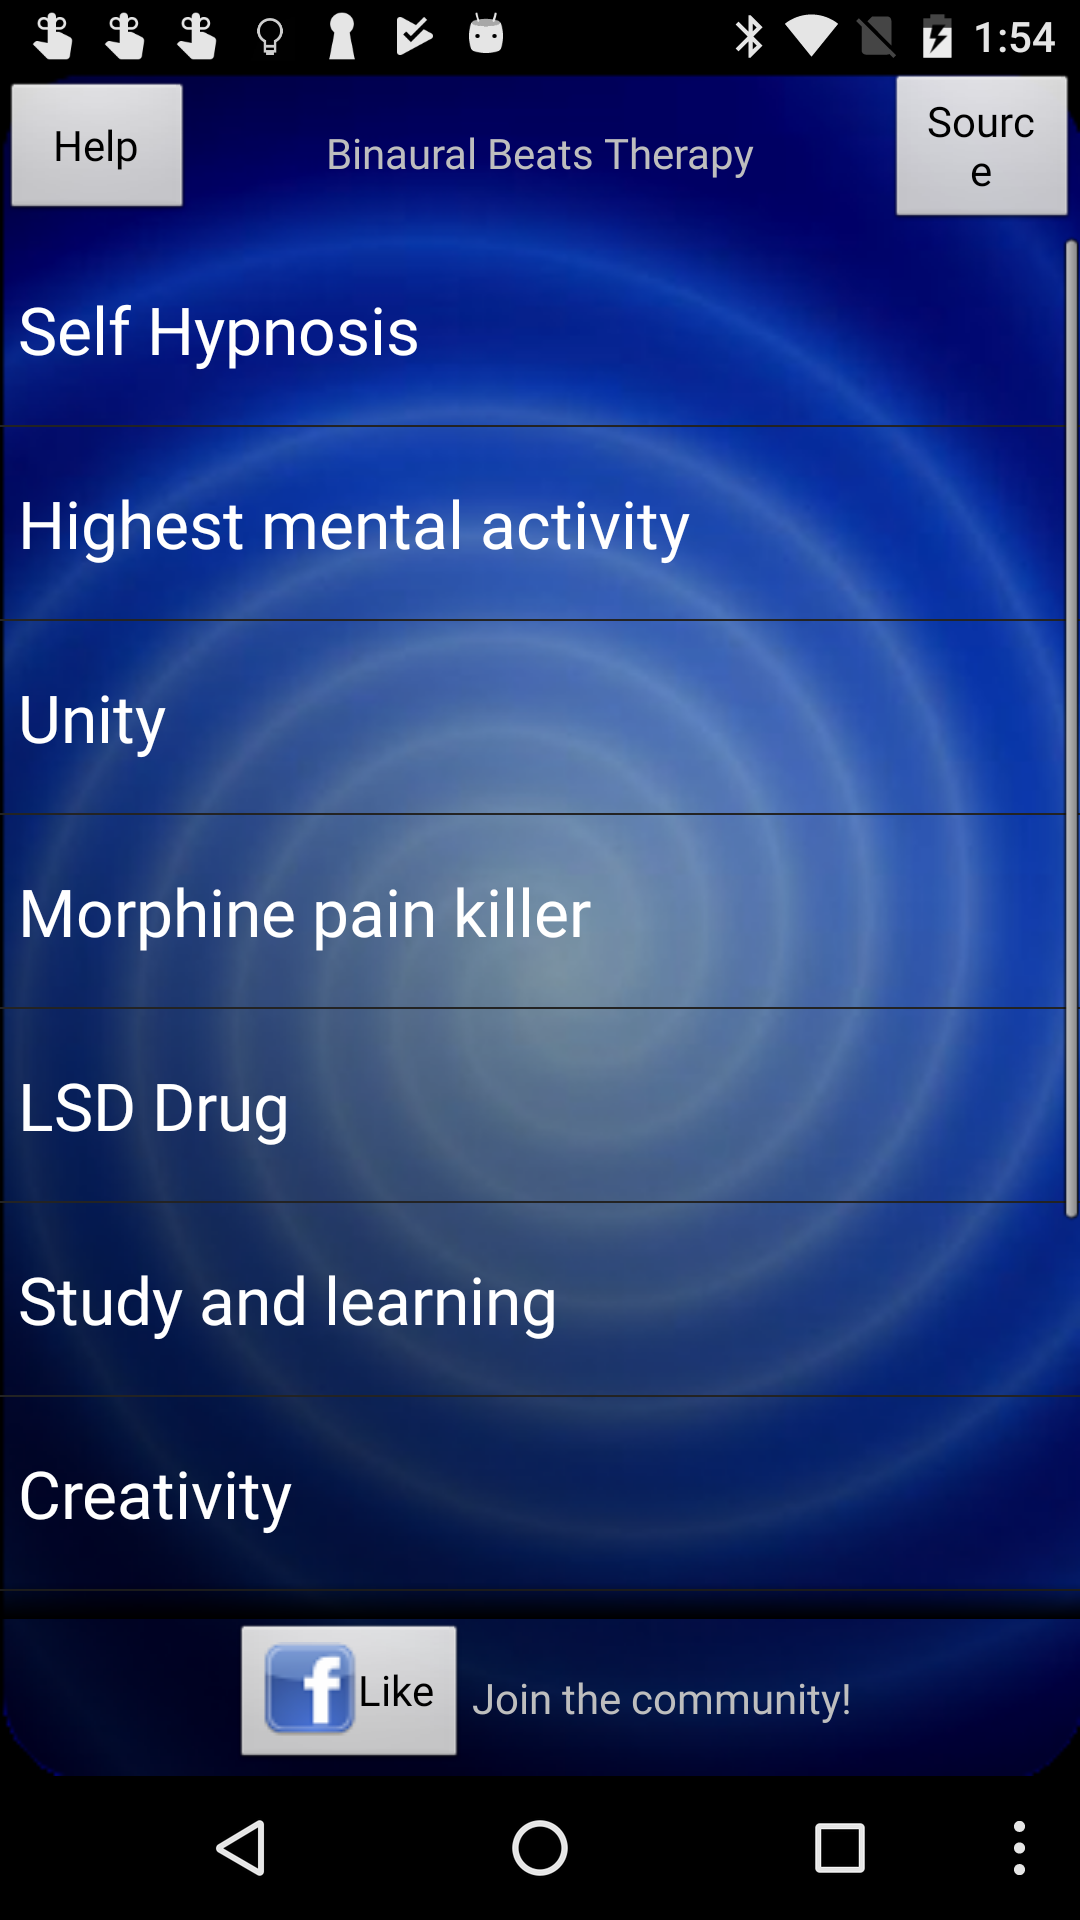 1:54
Help
Binaural Beats Therapy
Sourc
e
Self Hypnosis
Highest mental activity
Unity
Morphine pain killer
LSD Drug
Study and learning
Creativity
f Like
Join the community!